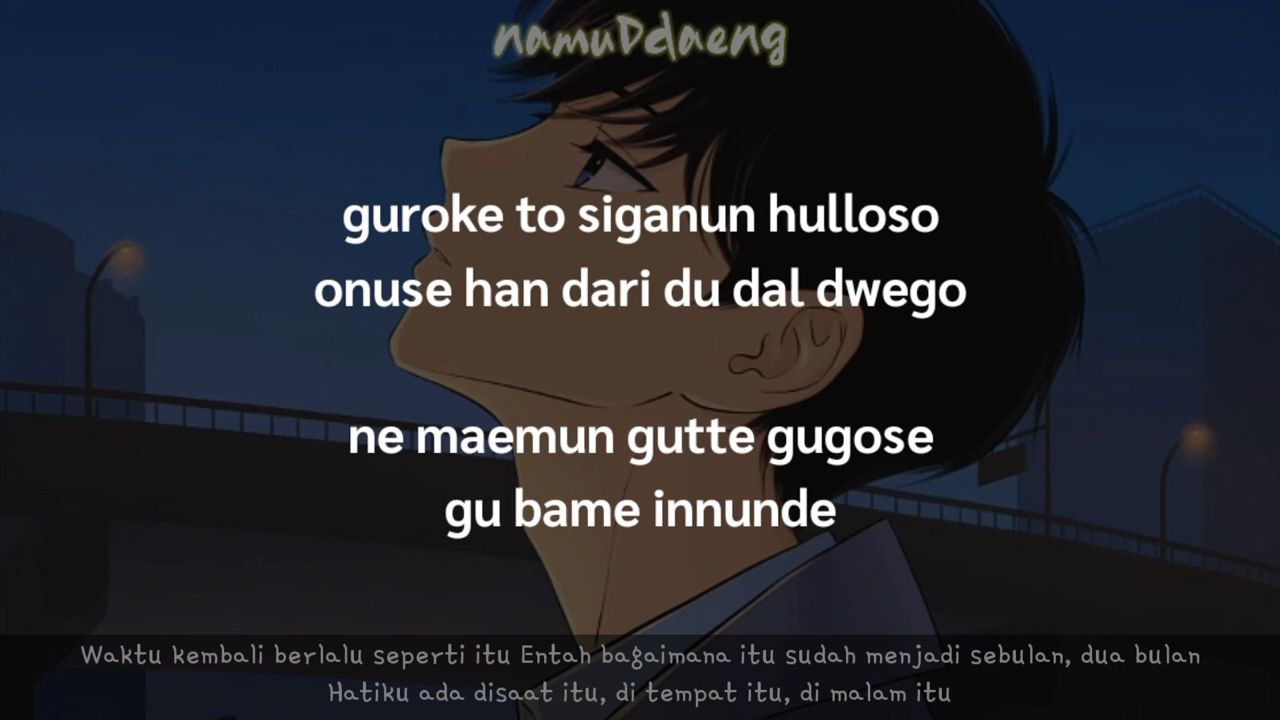 namuDdaeng
guroke to siganun hulloso
onuse han dari du dal dwego
ne maemun gutte gugose
gu bame innunde
Waktu kembali berlalu seperti itu Entah bagaimana itu sudah menjadi sebulan, dua bulan
Hatiku ada disaat itu, di tempat itu, di malam itu